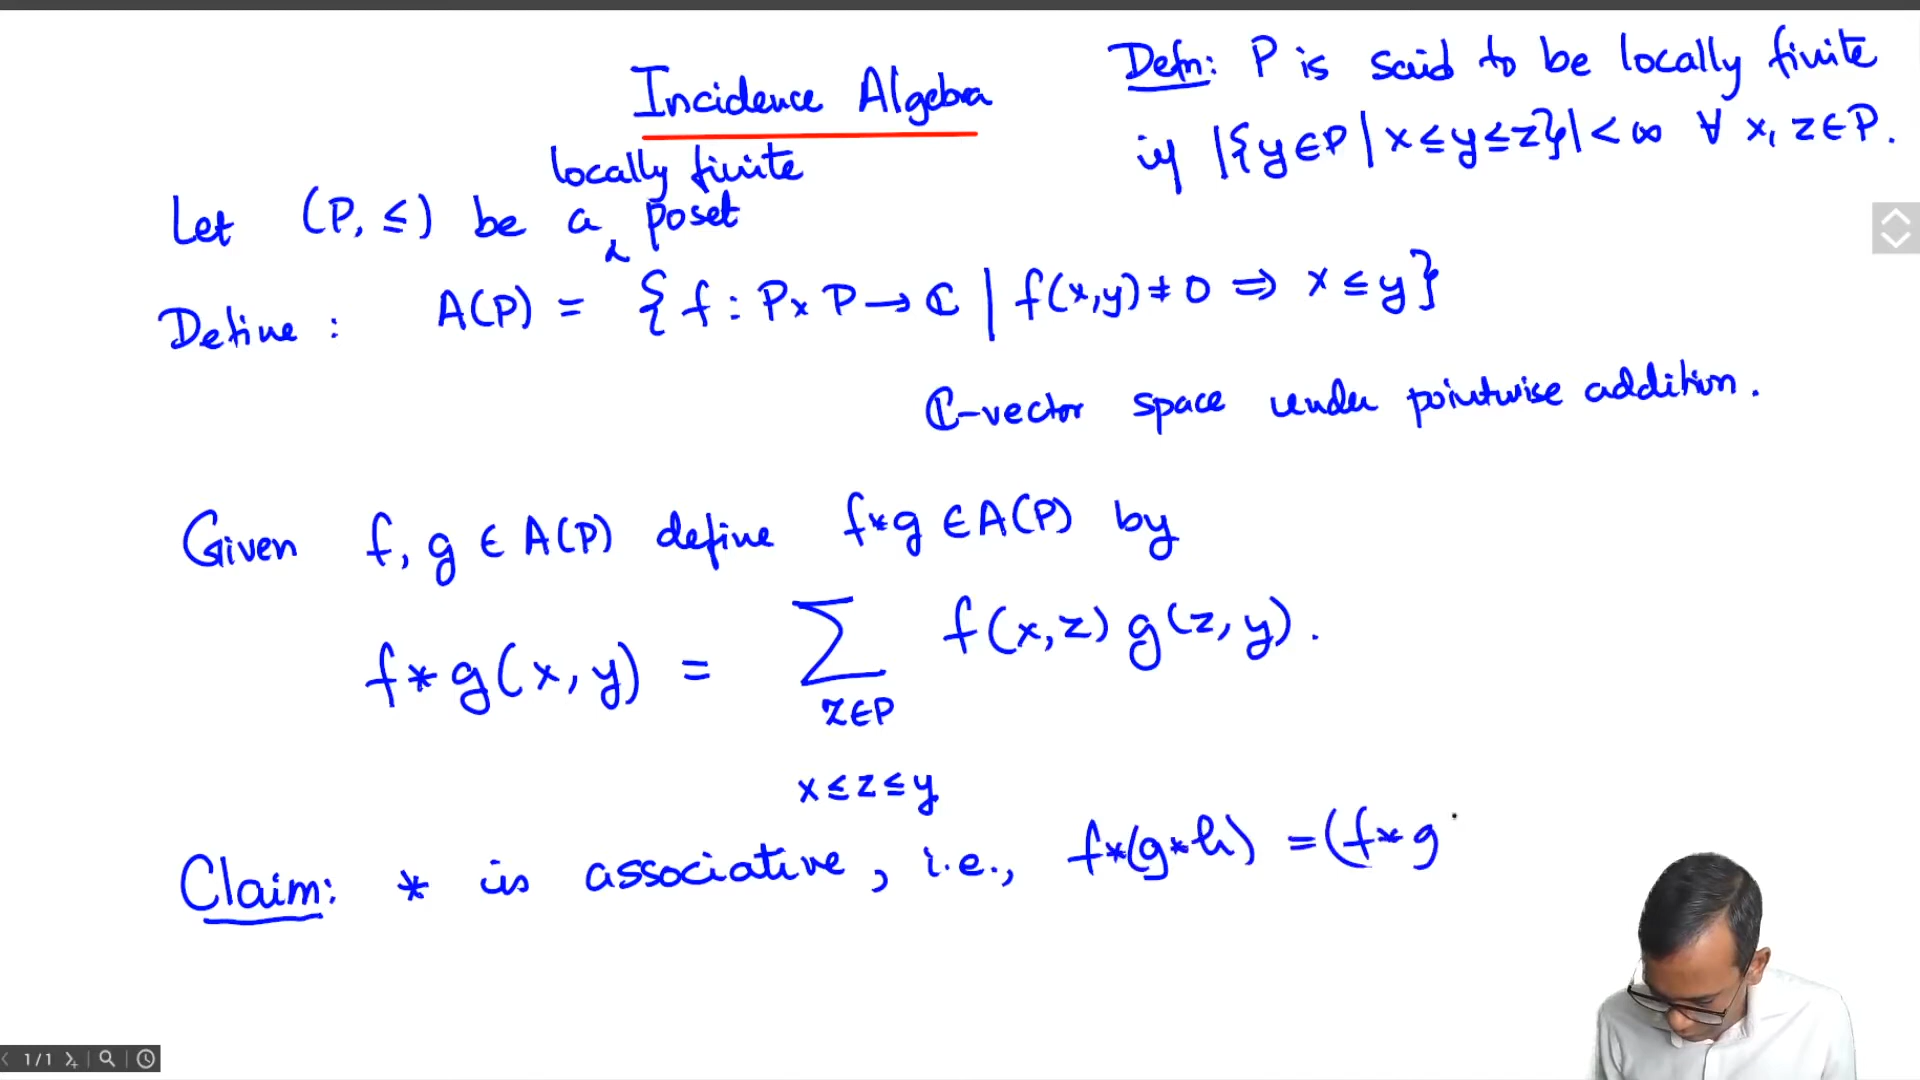 Incidence Algebra
Defn: P is said to be locally finite
if |{y∈P | x≤y≤z}| < ∞ ∀ x, z∈P.
locally finite
Let (P, ≤) be a ⁁ poset
Define : A(P) = {f : P×P → ℂ | f(x,y)≠0 ⇒ x≤y}
ℂ-vector space under pointwise addition.
Given f, g ∈ A(P) define f*g ∈ A(P) by
f*g(x,y) = ∑ f(x,z) g(z,y).
z∈P
x≤z≤y
Claim: * is associative, i.e., f*(g*h) = (f*g
1/1